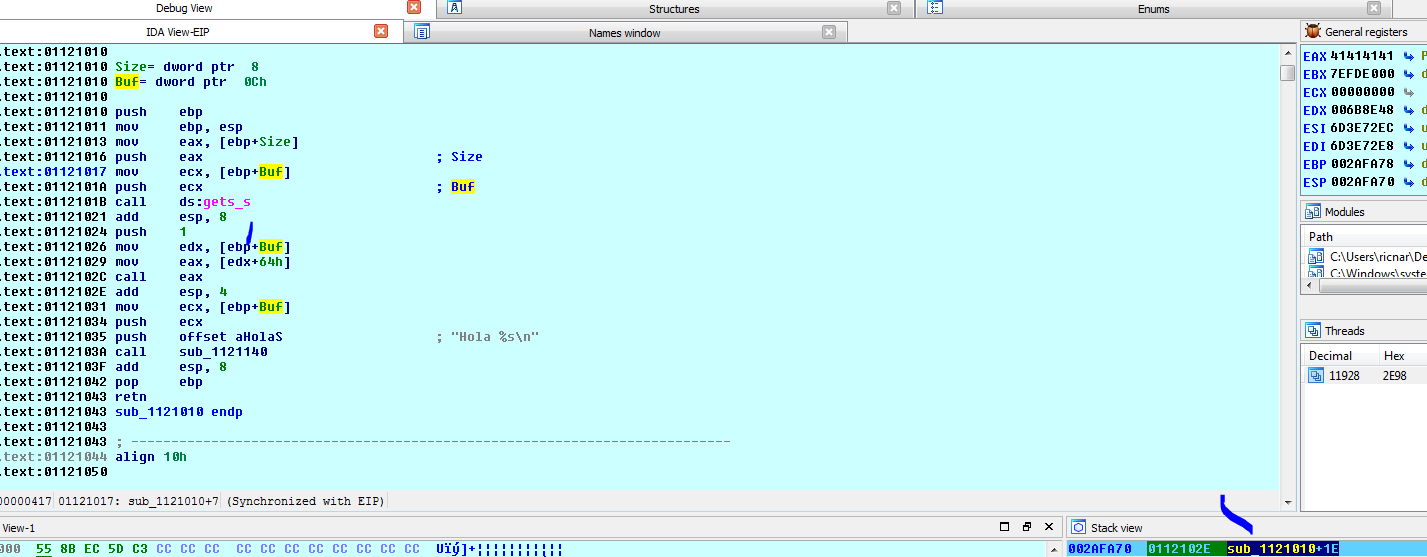 Debug View
Structures
Enums
IDA View-EIP
Names window
General registers
.text:01121010
.text:01121010 Size= dword ptr  8
.text:01121010 Buf= dword ptr  0Ch
.text:01121010
.text:01121010 push    ebp
.text:01121011 mov     ebp, esp
.text:01121013 mov     eax, [ebp+Size]
.text:01121016 push    eax             ; Size
.text:01121017 mov     ecx, [ebp+Buf]
.text:0112101A push    ecx             ; Buf
.text:0112101B call    ds:gets_s
.text:01121021 add     esp, 8
.text:01121024 push    1
.text:01121026 mov     edx, [ebp+Buf]
.text:01121029 mov     eax, [edx+64h]
.text:0112102C call    eax
.text:0112102E add     esp, 4
.text:01121031 mov     ecx, [ebp+Buf]
.text:01121034 push    ecx
.text:01121035 push    offset aHolaS   ; "Hola %s\n"
.text:0112103A call    sub_1121140
.text:0112103F add     esp, 8
.text:01121042 pop     ebp
.text:01121043 retn
.text:01121043 sub_1121010 endp
.text:01121043
.text:01121043 ; ---------------------------------------------------------------------------
.text:01121044 align 10h
.text:01121050
00000417 01121017: sub_1121010+7 (Synchronized with EIP)
EAX 41414141
EBX 7EFDE000
ECX 00000000
EDX 006B8E48
ESI 6D3E72EC
EDI 6D3E72E8
EBP 002AFA78
ESP 002AFA70
Modules
Path
C:\Users\ricnar\De
C:\Windows\syste
Threads
Decimal Hex
11928 2E98
View-1
000 55 8B EC 5D C3 CC CC CC  CC CC CC CC CC CC CC CC
Stack view
002AFA70 0112102E sub_1121010+1E